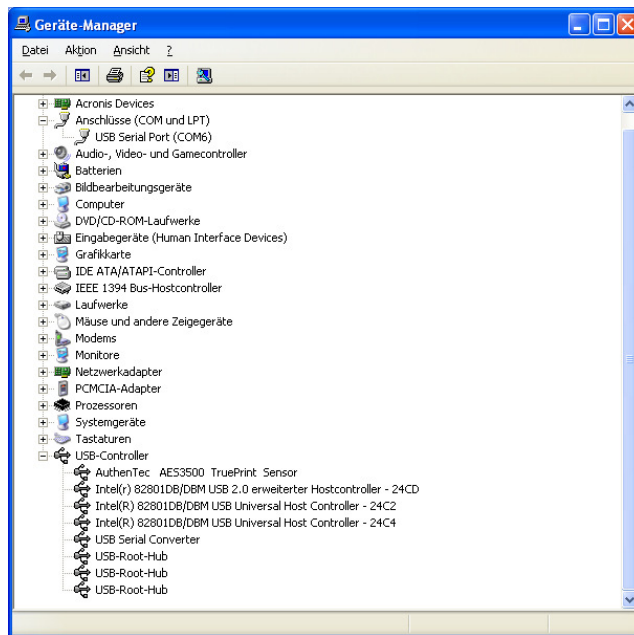 Geräte-Manager
Datei Aktion Ansicht ?
Acronis Devices
Anschlüsse (COM und LPT)
USB Serial Port (COM6)
Audio-, Video- und Gamecontroller
Batterien
Bildbearbeitungsgeräte
Computer
DVD/CD-ROM-Laufwerke
Eingabegeräte (Human Interface Devices)
Grafikkarte
IDE ATA/ATAPI-Controller
IEEE 1394 Bus-Hostcontroller
Laufwerke
Mäuse und andere Zeigegeräte
Modems
Monitore
Netzwerkadapter
PCMCIA-Adapter
Prozessoren
Systemgeräte
Tastaturen
USB-Controller
AuthenTec AES3500 TruePrint Sensor
Intel(r) 82801DB/DBM USB 2.0 erweiterter Hostcontroller - 24CD
Intel(R) 82801DB/DBM USB Universal Host Controller - 24C2
Intel(R) 82801DB/DBM USB Universal Host Controller - 24C4
USB Serial Converter
USB-Root-Hub
USB-Root-Hub
USB-Root-Hub